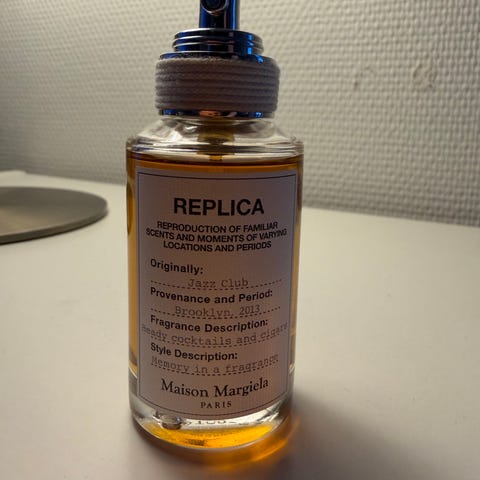 REPLICA
REPRODUCTION OF FAMILIAR
SCENTS AND MOMENTS OF VARYING
LOCATIONS AND PERIODS
Originally:
Jazz Club
Provenance and Period:
Brooklyn, 2013
Fragrance Description:
Heady cocktails and cigars
Style Description:
Memory in a fragrance
Maison Margiela
PARIS